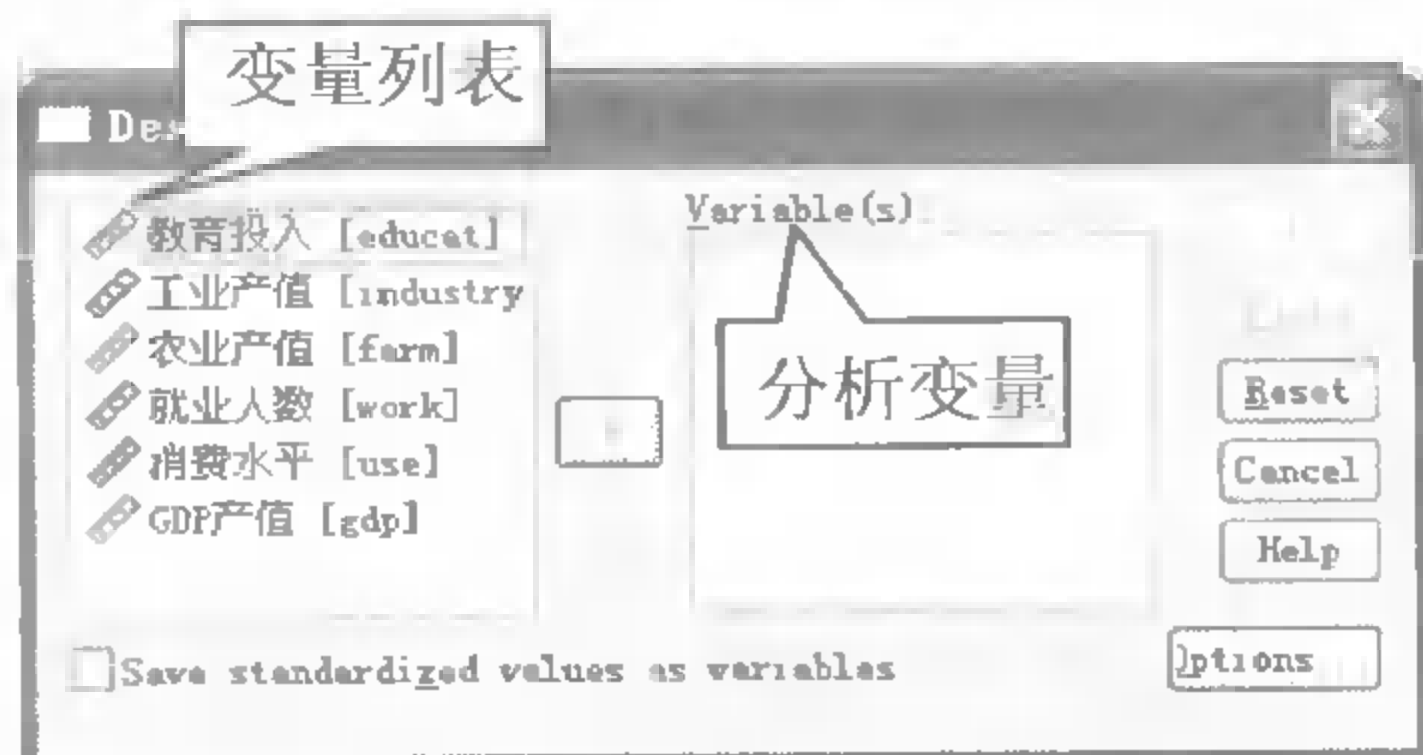 变量列表
Des
教育投入 [educat]
工业产值 [industry
农业产值 [farm]
就业人数 [work]
消费水平 [use]
GDP产值 [gdp]
Variable(s)
分析变量
Reset
Cancel
Help
Options
Save standardized values as variables